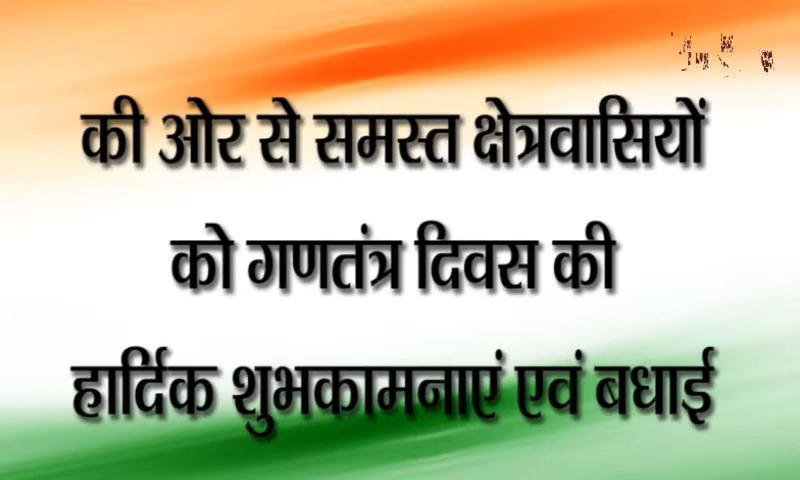 की ओर से समस्त क्षेत्रवासियों
को गणतंत्र दिवस की
हार्दिक शुभकामनाएं एवं बधाई